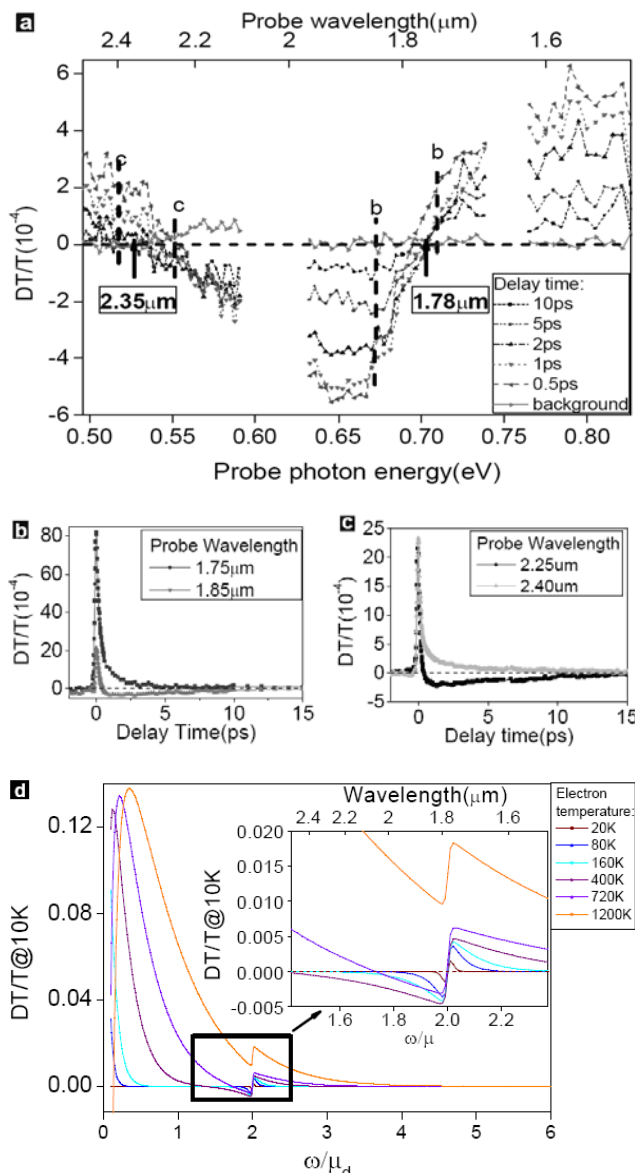 a
Probe wavelength(μm)
2.4 2.2 2 1.8 1.6
6
4
2
0
-2
-4
-6
DT/T(10⁻⁴)
c
c
b
b
2.35μm
1.78μm
Delay time:
10ps
5ps
2ps
1ps
0.5ps
background
0.50 0.55 0.60 0.65 0.70 0.75 0.80
Probe photon energy(eV)
b
80
60
40
20
0
DT/T(10⁻⁴)
Probe Wavelength
1.75μm
1.85μm
0 5 10 15
Delay Time(ps)
c
25
20
15
10
5
0
-5
DT/T(10⁻⁴)
Probe Wavelength
2.25um
2.40um
0 5 10 15
Delay time(ps)
d
0.12
0.08
0.04
0.00
DT/T@10K
0 1 2 3 4 5 6
ω/μd
Wavelength(μm)
2.4 2.2 2 1.8 1.6
0.020
0.015
0.010
0.005
0.000
-0.005
DT/T@10K
1.6 1.8 2.0 2.2
ω/μ
Electron
temperature:
20K
80K
160K
400K
720K
1200K